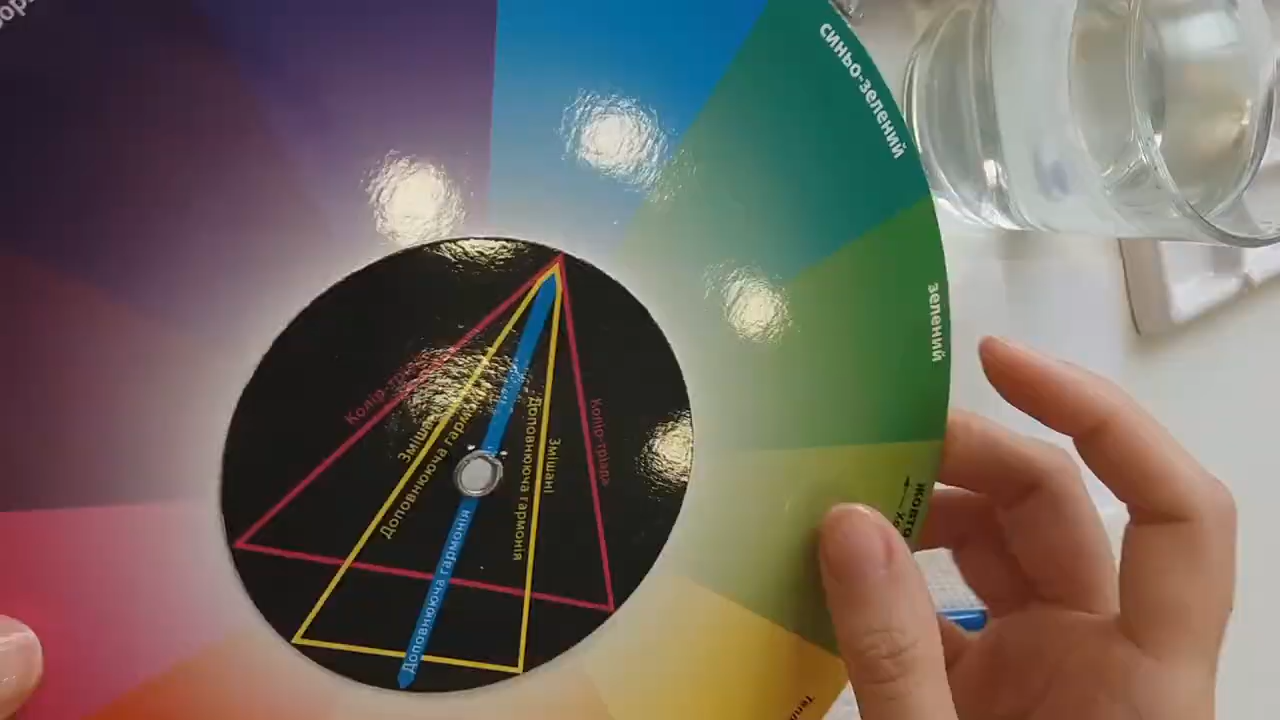 синьо-зелений
зелений
Змішані
Доповнююча гармонія
Доповнююча гармонія
Змішані
Доповнююча гармонія
Колір-тріада